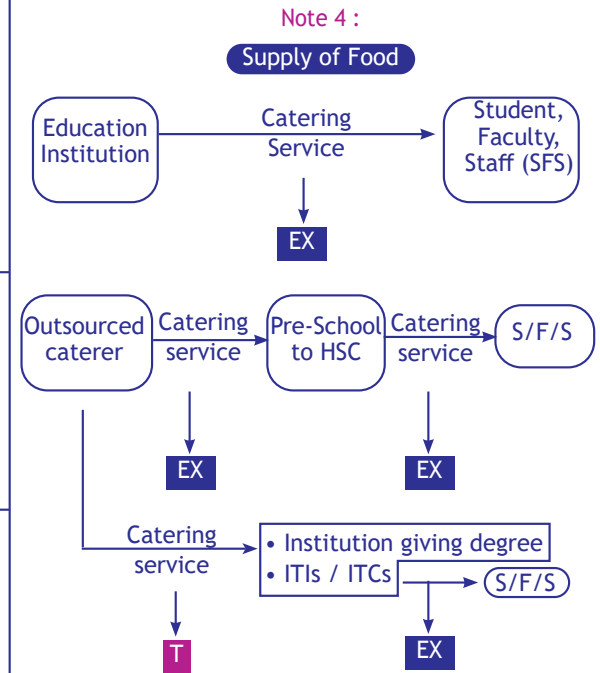 Note 4 :
Supply of Food
Education
Institution
Catering
Service
Student,
Faculty,
Staff (SFS)
EX
Outsourced
caterer
Catering
service
Pre-School
to HSC
Catering
service
S/F/S
EX
EX
Catering
service
• Institution giving degree
• ITIs / ITCs
S/F/S
T
EX